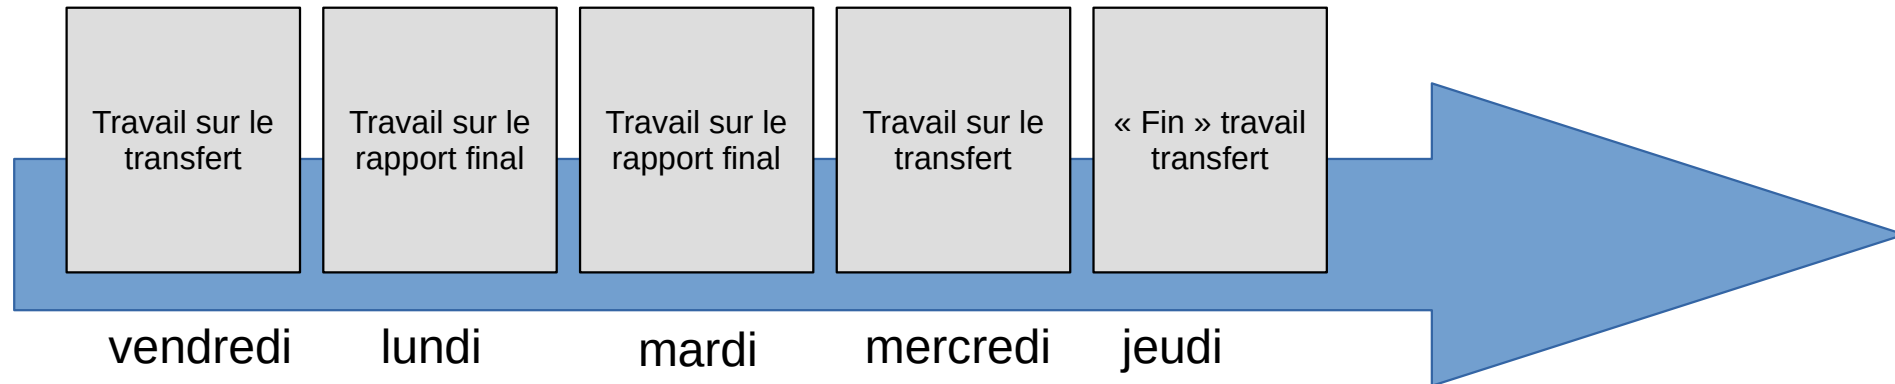 Travail sur le
transfert
Travail sur le
rapport final
Travail sur le
rapport final
Travail sur le
transfert
« Fin » travail
transfert
vendredi
lundi
mardi
mercredi
jeudi